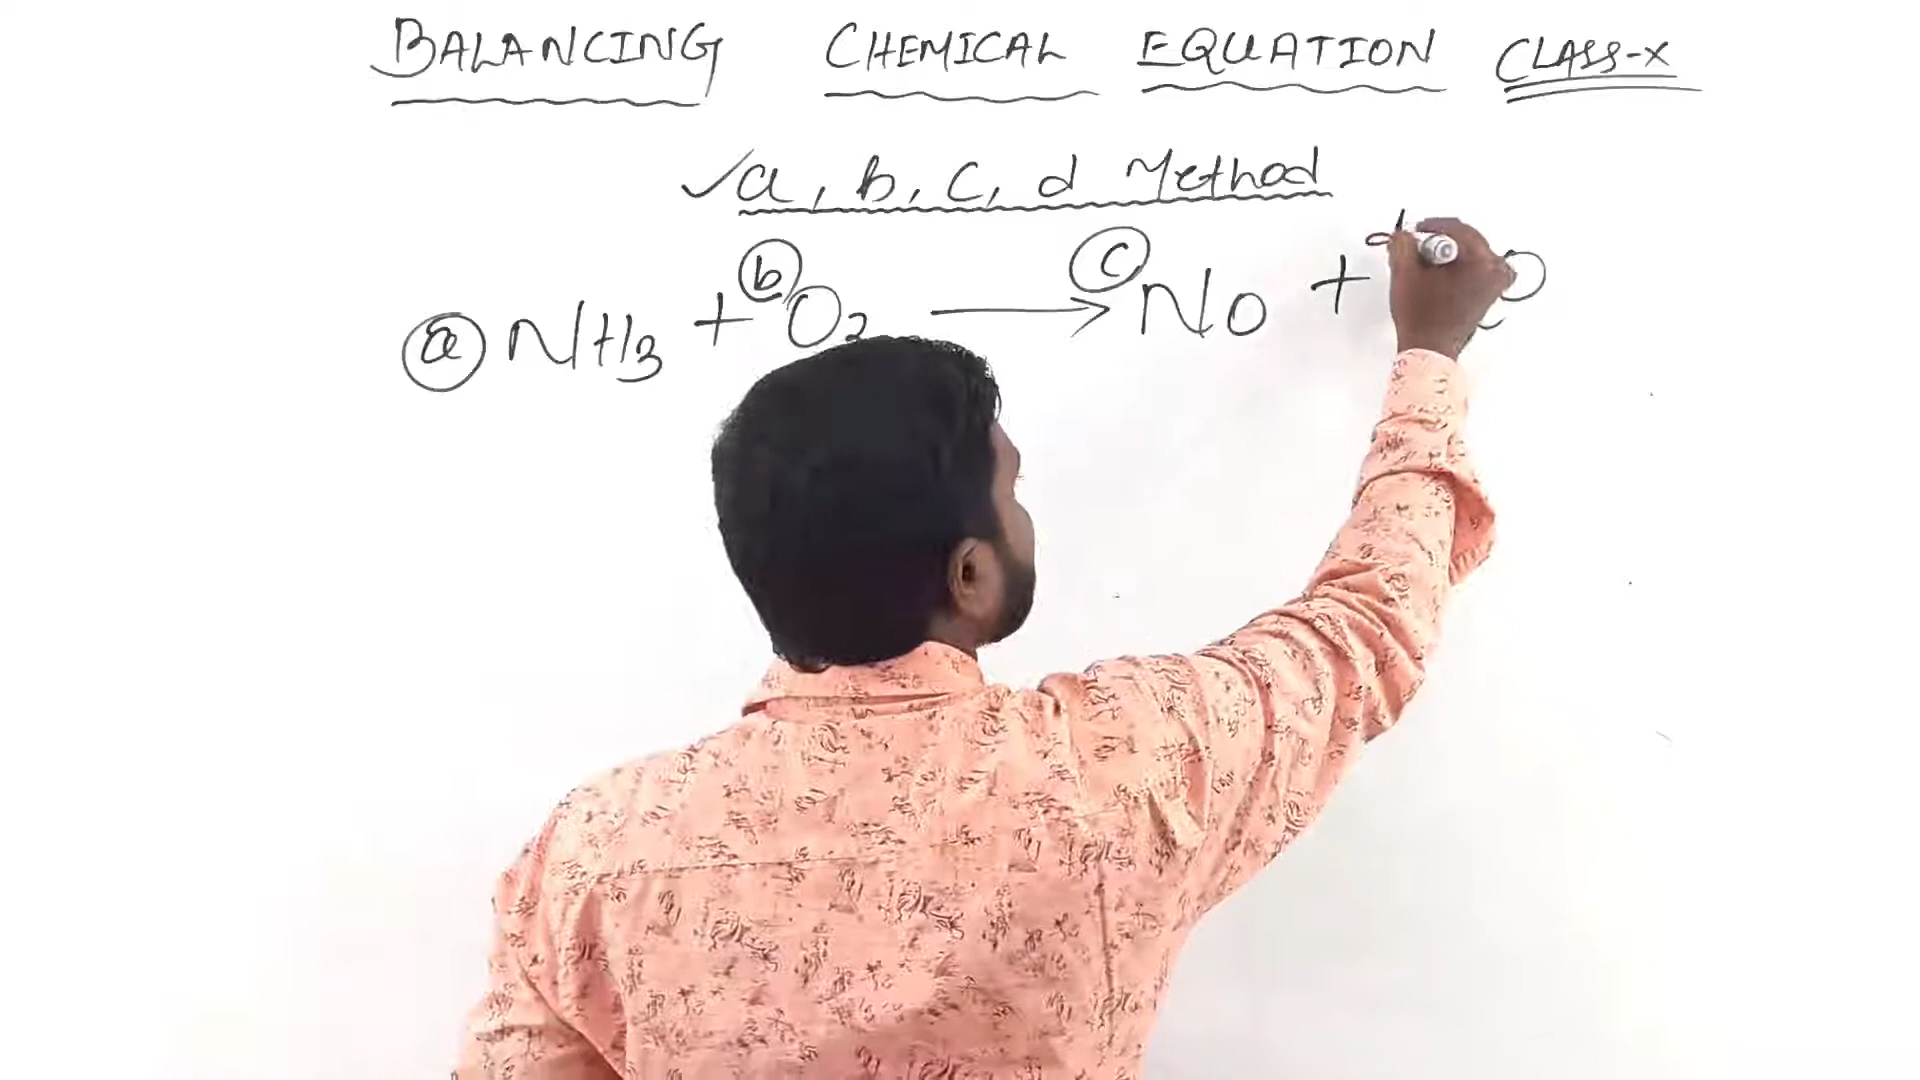 BALANCING CHEMICAL EQUATION CLASS-X
✓a, b, c, d Method
a NH3 + b O2 → c NO + d O